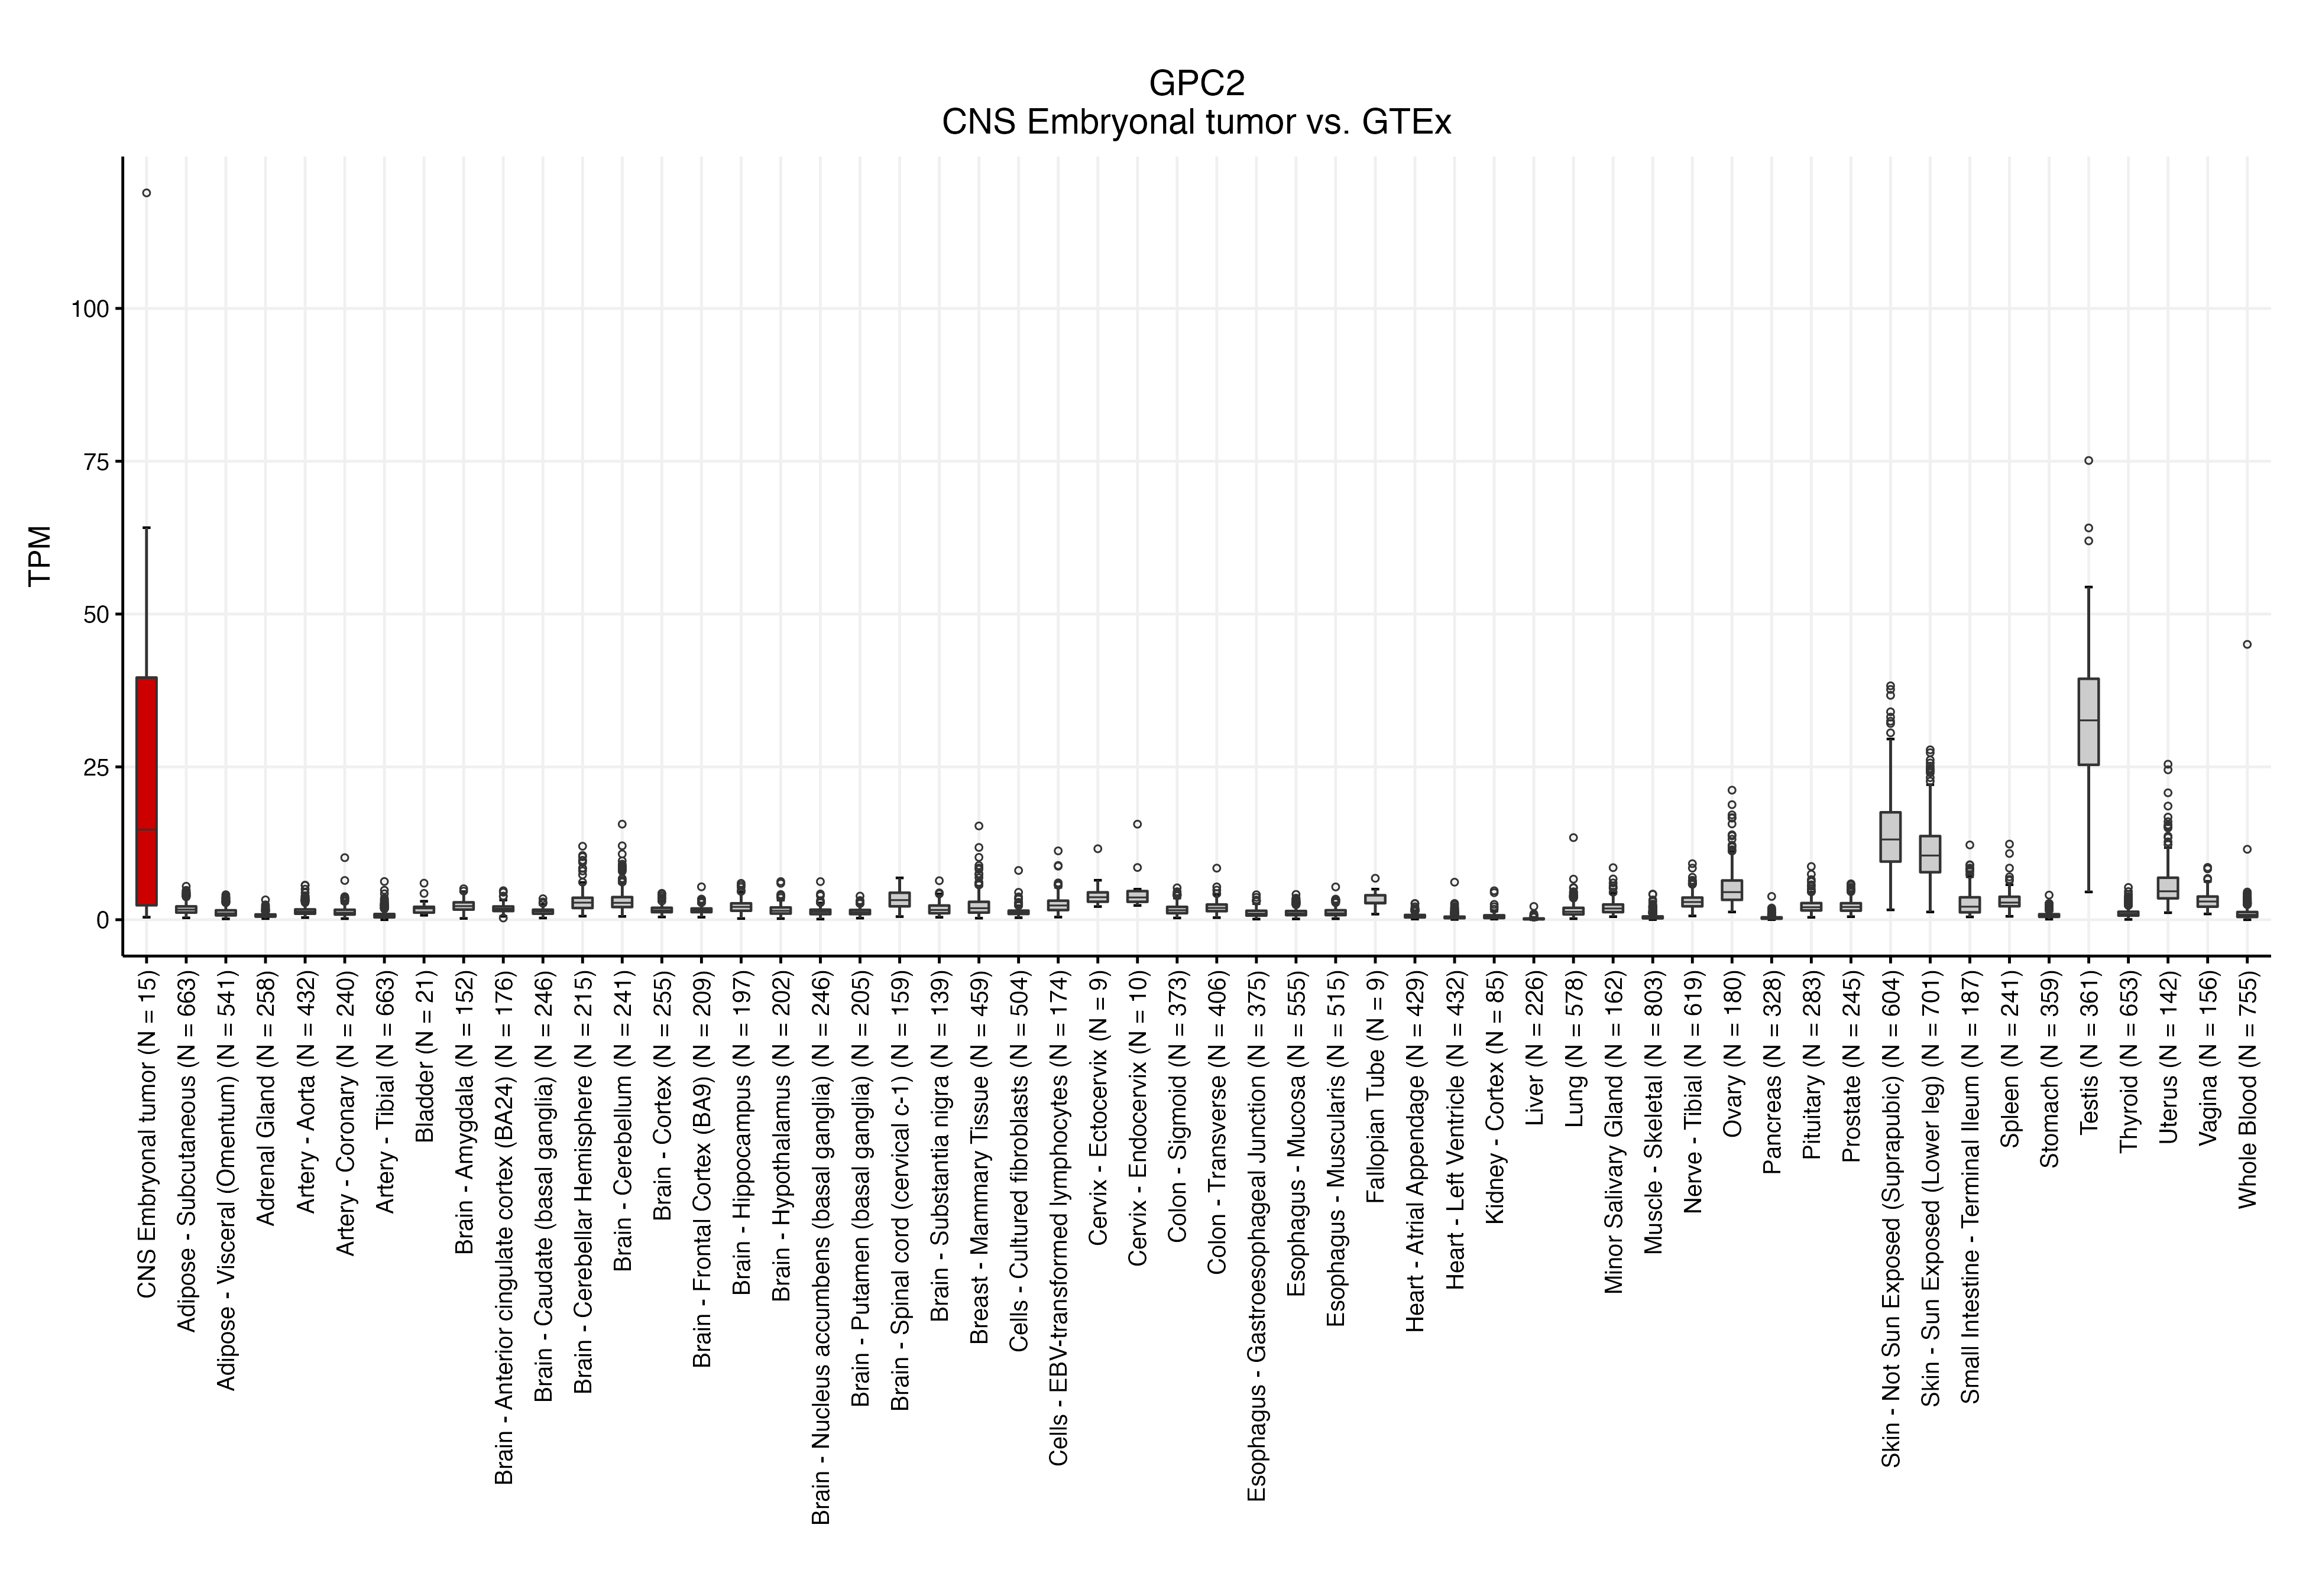 GPC2
CNS Embryonal tumor vs. GTEx
TPM
100
75
50
25
0
CNS Embryonal tumor (N = 15)
Adipose - Subcutaneous (N = 663)
Adipose - Visceral (Omentum) (N = 541)
Adrenal Gland (N = 258)
Artery - Aorta (N = 432)
Artery - Coronary (N = 240)
Artery - Tibial (N = 663)
Bladder (N = 21)
Brain - Amygdala (N = 152)
Brain - Anterior cingulate cortex (BA24) (N = 176)
Brain - Caudate (basal ganglia) (N = 246)
Brain - Cerebellar Hemisphere (N = 215)
Brain - Cerebellum (N = 241)
Brain - Cortex (N = 255)
Brain - Frontal Cortex (BA9) (N = 209)
Brain - Hippocampus (N = 197)
Brain - Hypothalamus (N = 202)
Brain - Nucleus accumbens (basal ganglia) (N = 246)
Brain - Putamen (basal ganglia) (N = 205)
Brain - Spinal cord (cervical c-1) (N = 159)
Brain - Substantia nigra (N = 139)
Breast - Mammary Tissue (N = 459)
Cells - Cultured fibroblasts (N = 504)
Cells - EBV-transformed lymphocytes (N = 174)
Cervix - Ectocervix (N = 9)
Cervix - Endocervix (N = 10)
Colon - Sigmoid (N = 373)
Colon - Transverse (N = 406)
Esophagus - Gastroesophageal Junction (N = 375)
Esophagus - Mucosa (N = 555)
Esophagus - Muscularis (N = 515)
Fallopian Tube (N = 9)
Heart - Atrial Appendage (N = 429)
Heart - Left Ventricle (N = 432)
Kidney - Cortex (N = 85)
Liver (N = 226)
Lung (N = 578)
Minor Salivary Gland (N = 162)
Muscle - Skeletal (N = 803)
Nerve - Tibial (N = 619)
Ovary (N = 180)
Pancreas (N = 328)
Pituitary (N = 283)
Prostate (N = 245)
Skin - Not Sun Exposed (Suprapubic) (N = 604)
Skin - Sun Exposed (Lower leg) (N = 701)
Small Intestine - Terminal Ileum (N = 187)
Spleen (N = 241)
Stomach (N = 359)
Testis (N = 361)
Thyroid (N = 653)
Uterus (N = 142)
Vagina (N = 156)
Whole Blood (N = 755)